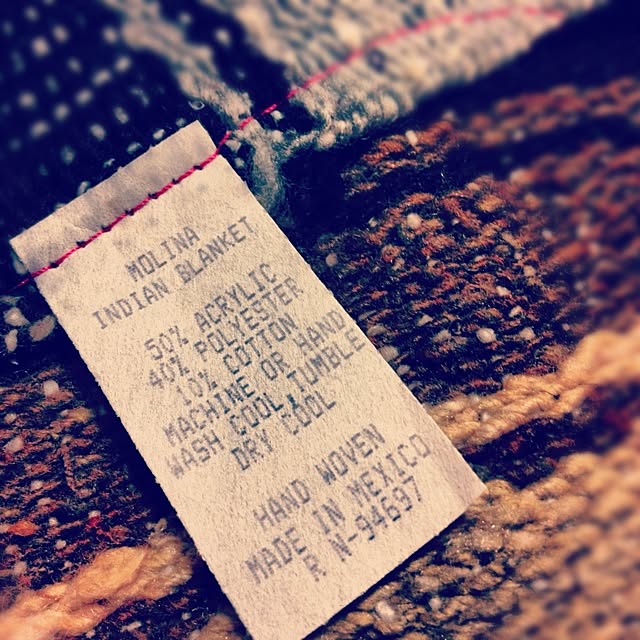 MOLINA
INDIAN BLANKET
50% ACRYLIC
40% POLYESTER
10% COTTON
MACHINE OR HAND
WASH COOL, TUMBLE
DRY COOL
HAND WOVEN
MADE IN MEXICO
R N-94697